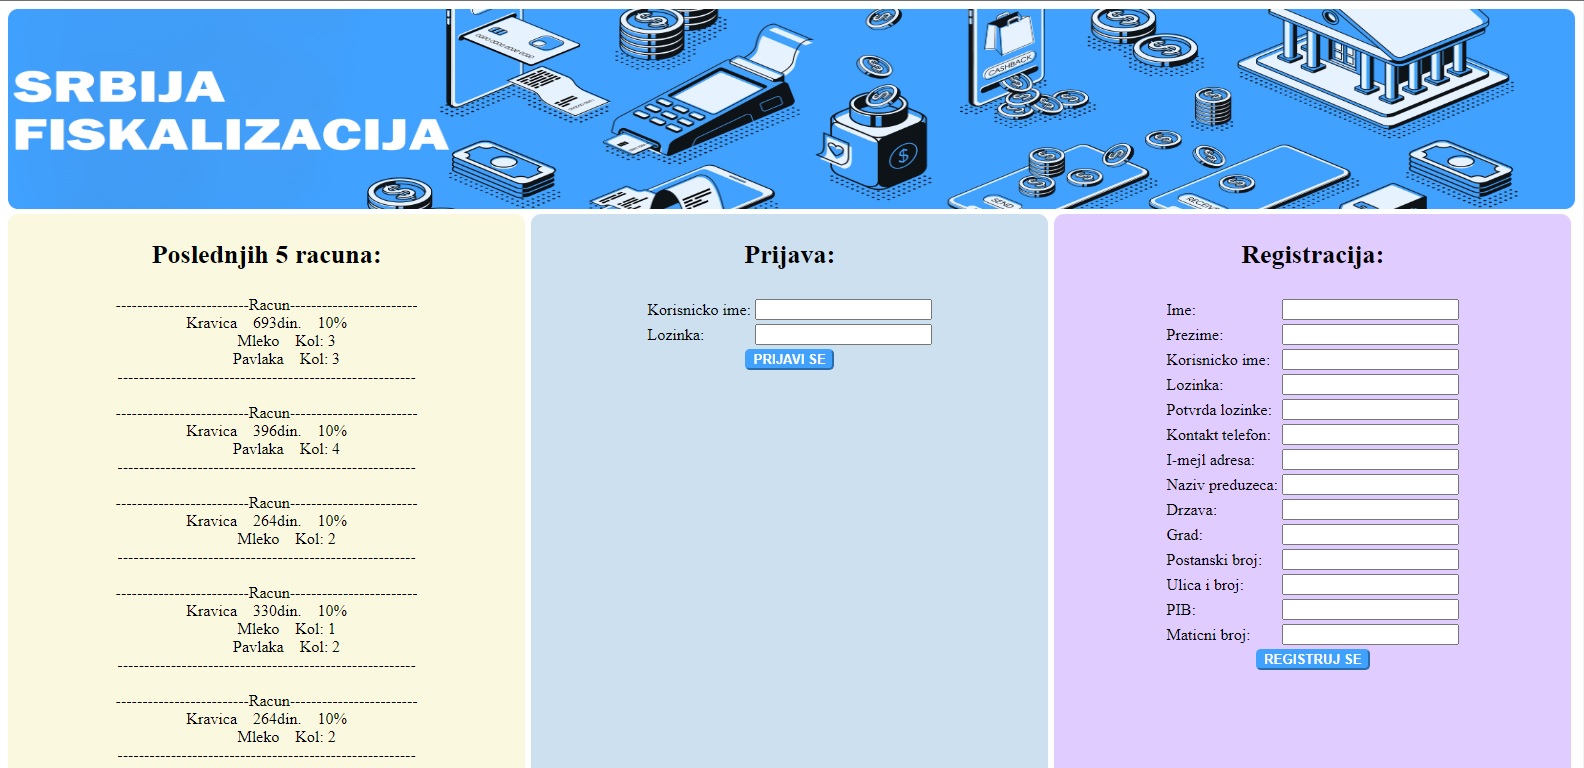 SRBIJA
FISKALIZACIJA
CASHBACK
SEND
Poslednjih 5 racuna:
-------------------------Racun------------------------
Kravica 693din. 10%
Mleko Kol: 3
Pavlaka Kol: 3
--------------------------------------------------------
-------------------------Racun------------------------
Kravica 396din. 10%
Pavlaka Kol: 4
--------------------------------------------------------
-------------------------Racun------------------------
Kravica 264din. 10%
Mleko Kol: 2
--------------------------------------------------------
-------------------------Racun------------------------
Kravica 330din. 10%
Mleko Kol: 1
Pavlaka Kol: 2
--------------------------------------------------------
-------------------------Racun------------------------
Kravica 264din. 10%
Mleko Kol: 2
--------------------------------------------------------
Prijava:
Korisnicko ime:
Lozinka:
PRIJAVI SE
Registracija:
Ime:
Prezime:
Korisnicko ime:
Lozinka:
Potvrda lozinke:
Kontakt telefon:
I-mejl adresa:
Naziv preduzeca:
Drzava:
Grad:
Postanski broj:
Ulica i broj:
PIB:
Maticni broj:
REGISTRUJ SE